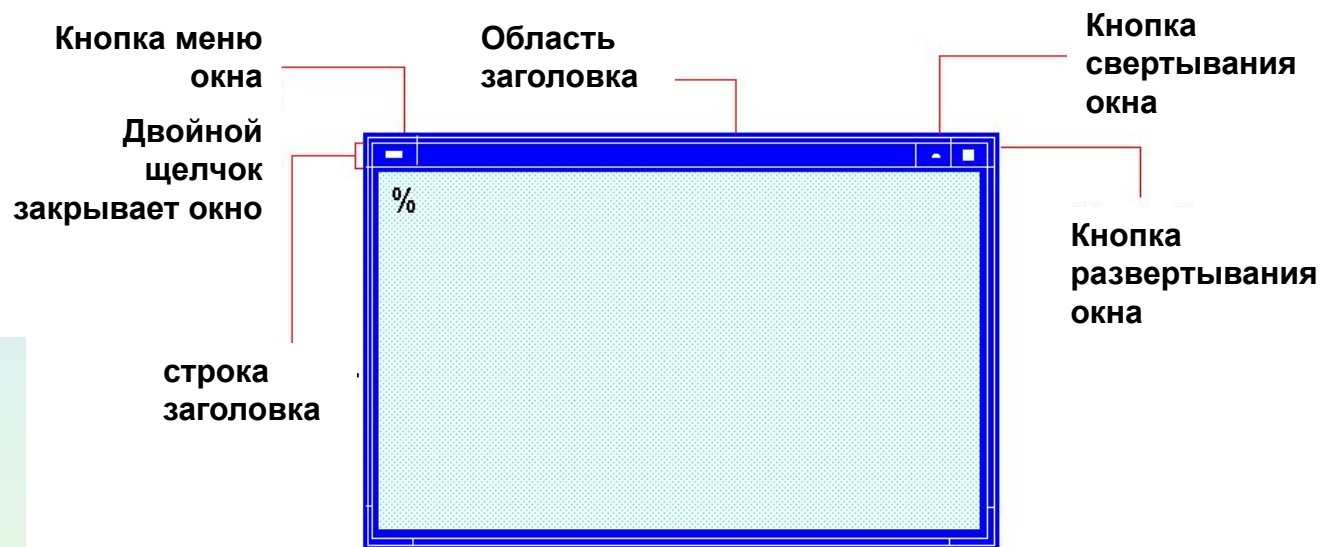 Кнопка меню
окна
Двойной
щелчок
закрывает окно
Область
заголовка
Кнопка
свертывания
окна
%
Кнопка
развертывания
окна
строка
заголовка